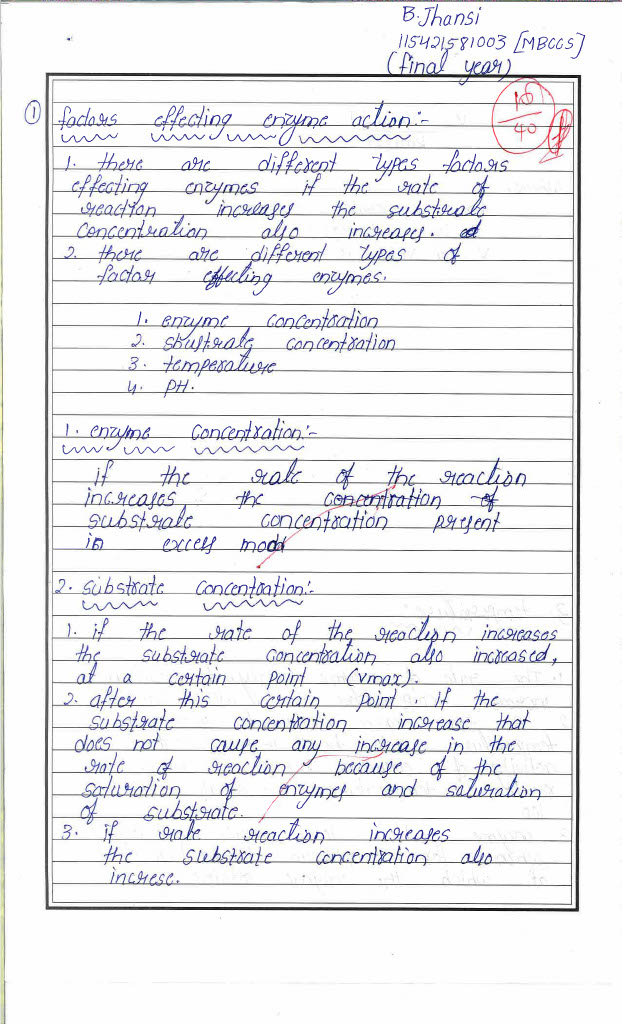 B. Jhansi
115421581003 [MBCCS]
(final year)
①
40
factors effecting enzyme action:-
1. there are different types factors
effecting enzymes if the rate of
reaction increases the substrate
concentration also increases.
2. there are different types of
factor effecting enzymes.
1. enzyme concentration
2. sbustrate concentration
3. temperature
4. PH.
1. enzyme concentration:-
if the rate of the reaction
increases the concentration of
substrate concentration present
in excess
2. substrate concentration:-
1. if the rate of the reaction increases
the substrate concentration also increased,
at a certain point (vmax).
2. after this certain point. if the
substrate concentration increase that
does not cause any increase in the
rate of reaction because of the
saturation of enzymes and saturation
of substrate.
3. if rate reaction increases
the substrate concentration also
increse.